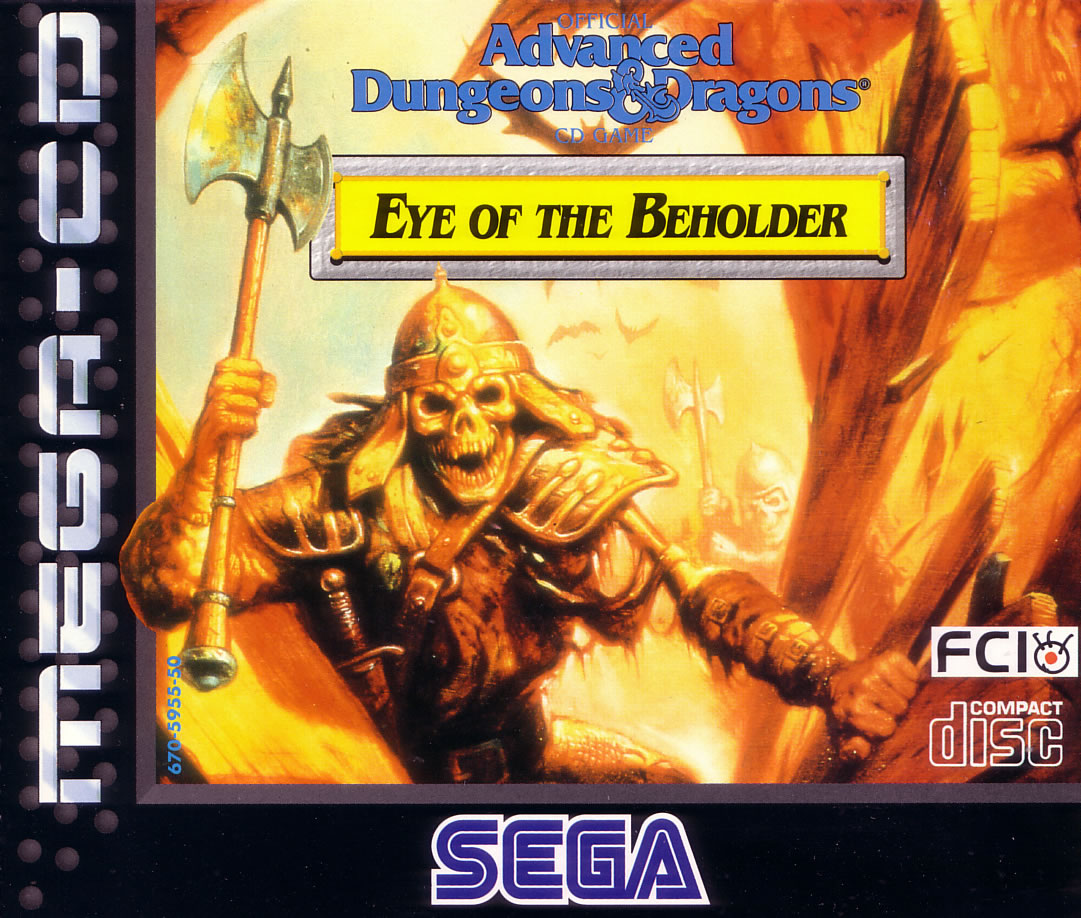 OFFICIAL
Advanced
Dungeons & Dragons®
CD GAME
EYE OF THE BEHOLDER
MEGA-CD
670-5955-50
FCI
COMPACT
disc
SEGA